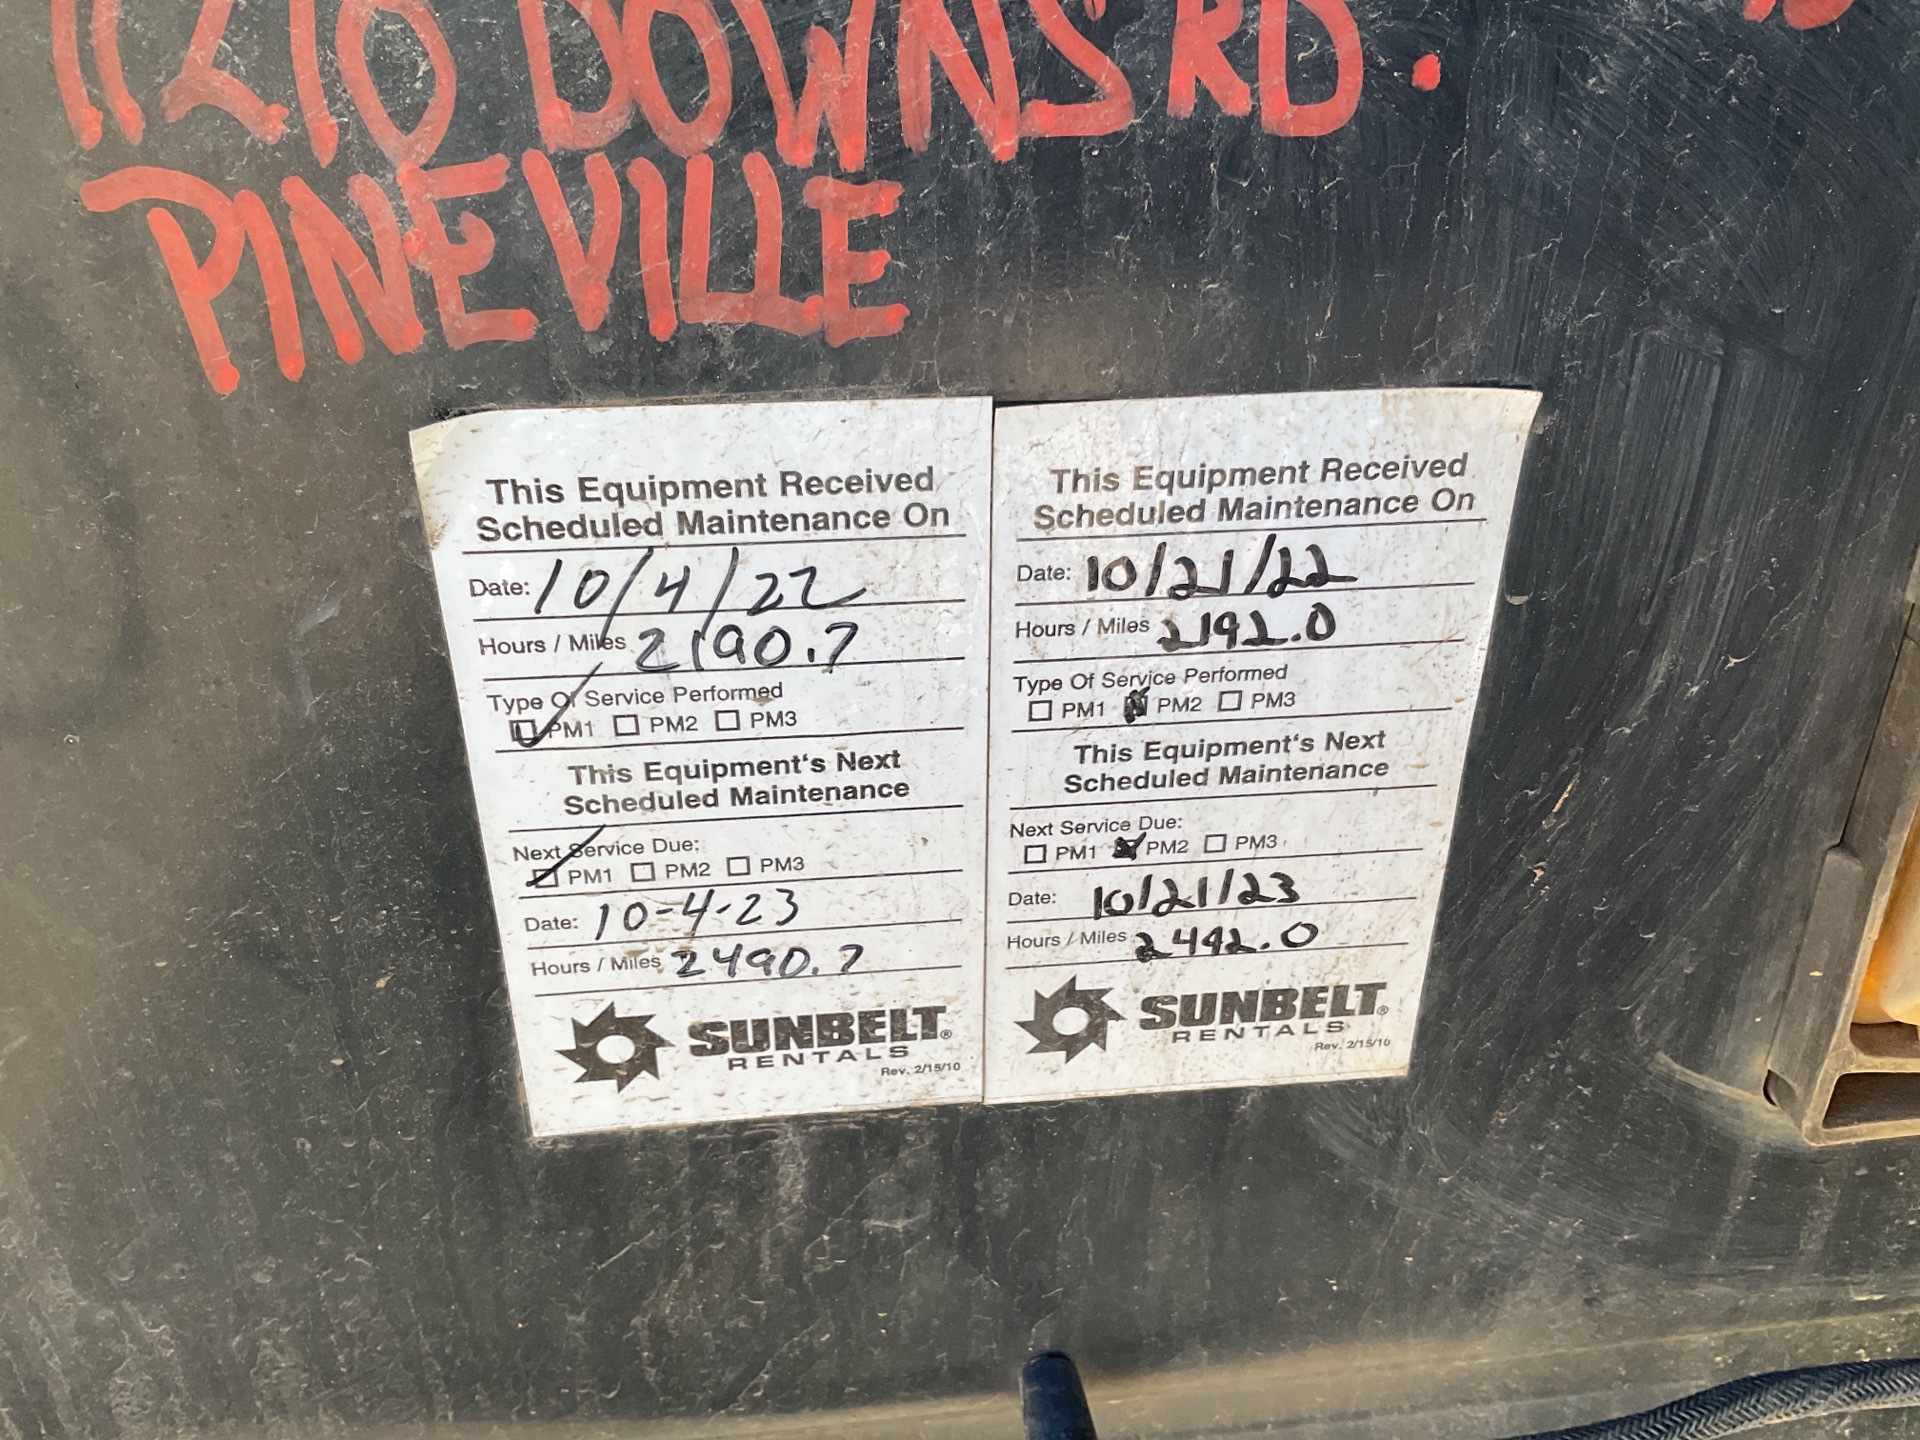 11210 DOWNS RD.
PINEVILLE
This Equipment Received
Scheduled Maintenance On
Date: 10/4/22
Hours / Miles 2190.7
Type Of Service Performed
PM1 PM2 PM3
This Equipment's Next
Scheduled Maintenance
Next Service Due:
PM1 PM2 PM3
Date: 10-4-23
Hours / Miles 2490.7
SUNBELT®
RENTALS
Rev. 2/15/10
This Equipment Received
Scheduled Maintenance On
Date: 10/21/22
Hours / Miles 2192.0
Type Of Service Performed
PM1 PM2 PM3
This Equipment's Next
Scheduled Maintenance
Next Service Due:
PM1 PM2 PM3
Date: 10/21/23
Hours / Miles 2492.0
SUNBELT®
RENTALS
Rev. 2/15/10